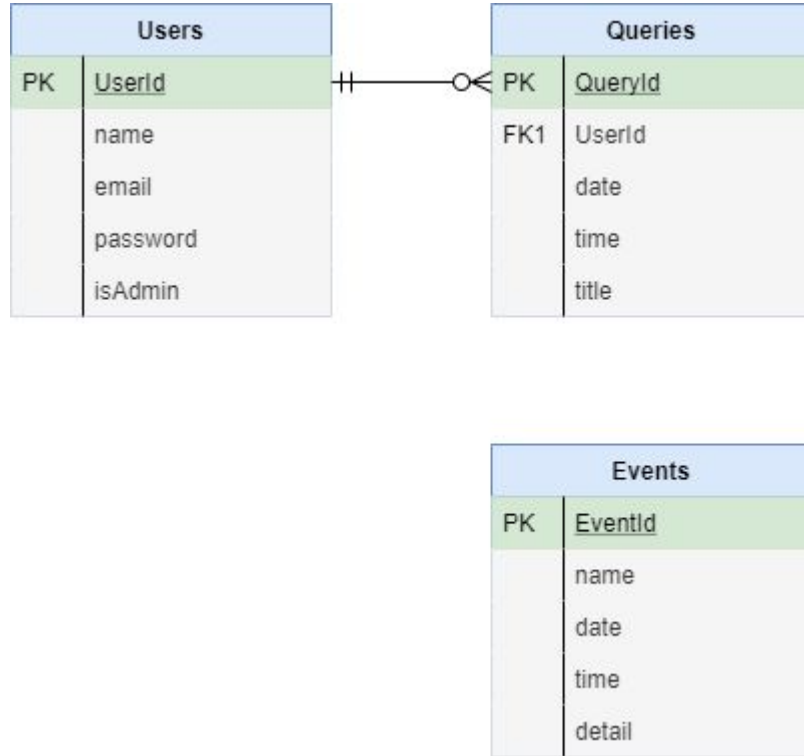 Users
PK UserId
name
email
password
isAdmin
Queries
PK QueryId
FK1 UserId
date
time
title
Events
PK EventId
name
date
time
detail